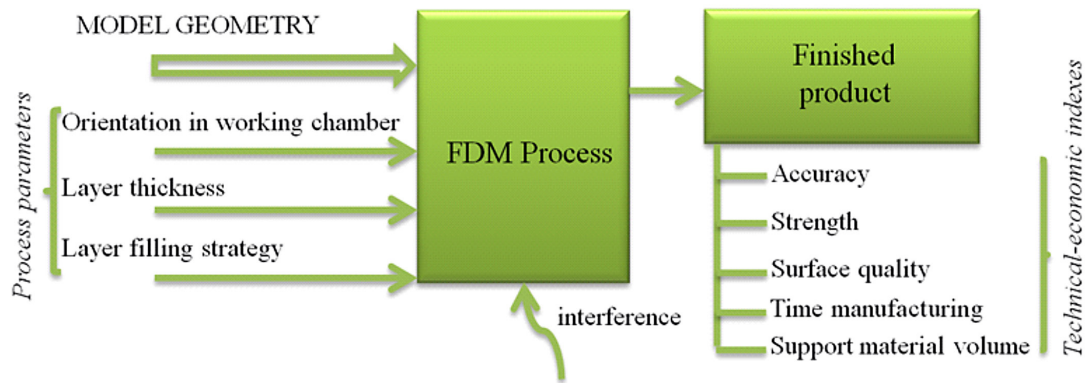 MODEL GEOMETRY
Process parameters
Orientation in working chamber
Layer thickness
Layer filling strategy
FDM Process
interference
Finished
product
Accuracy
Strength
Surface quality
Time manufacturing
Support material volume
Technical-economic indexes